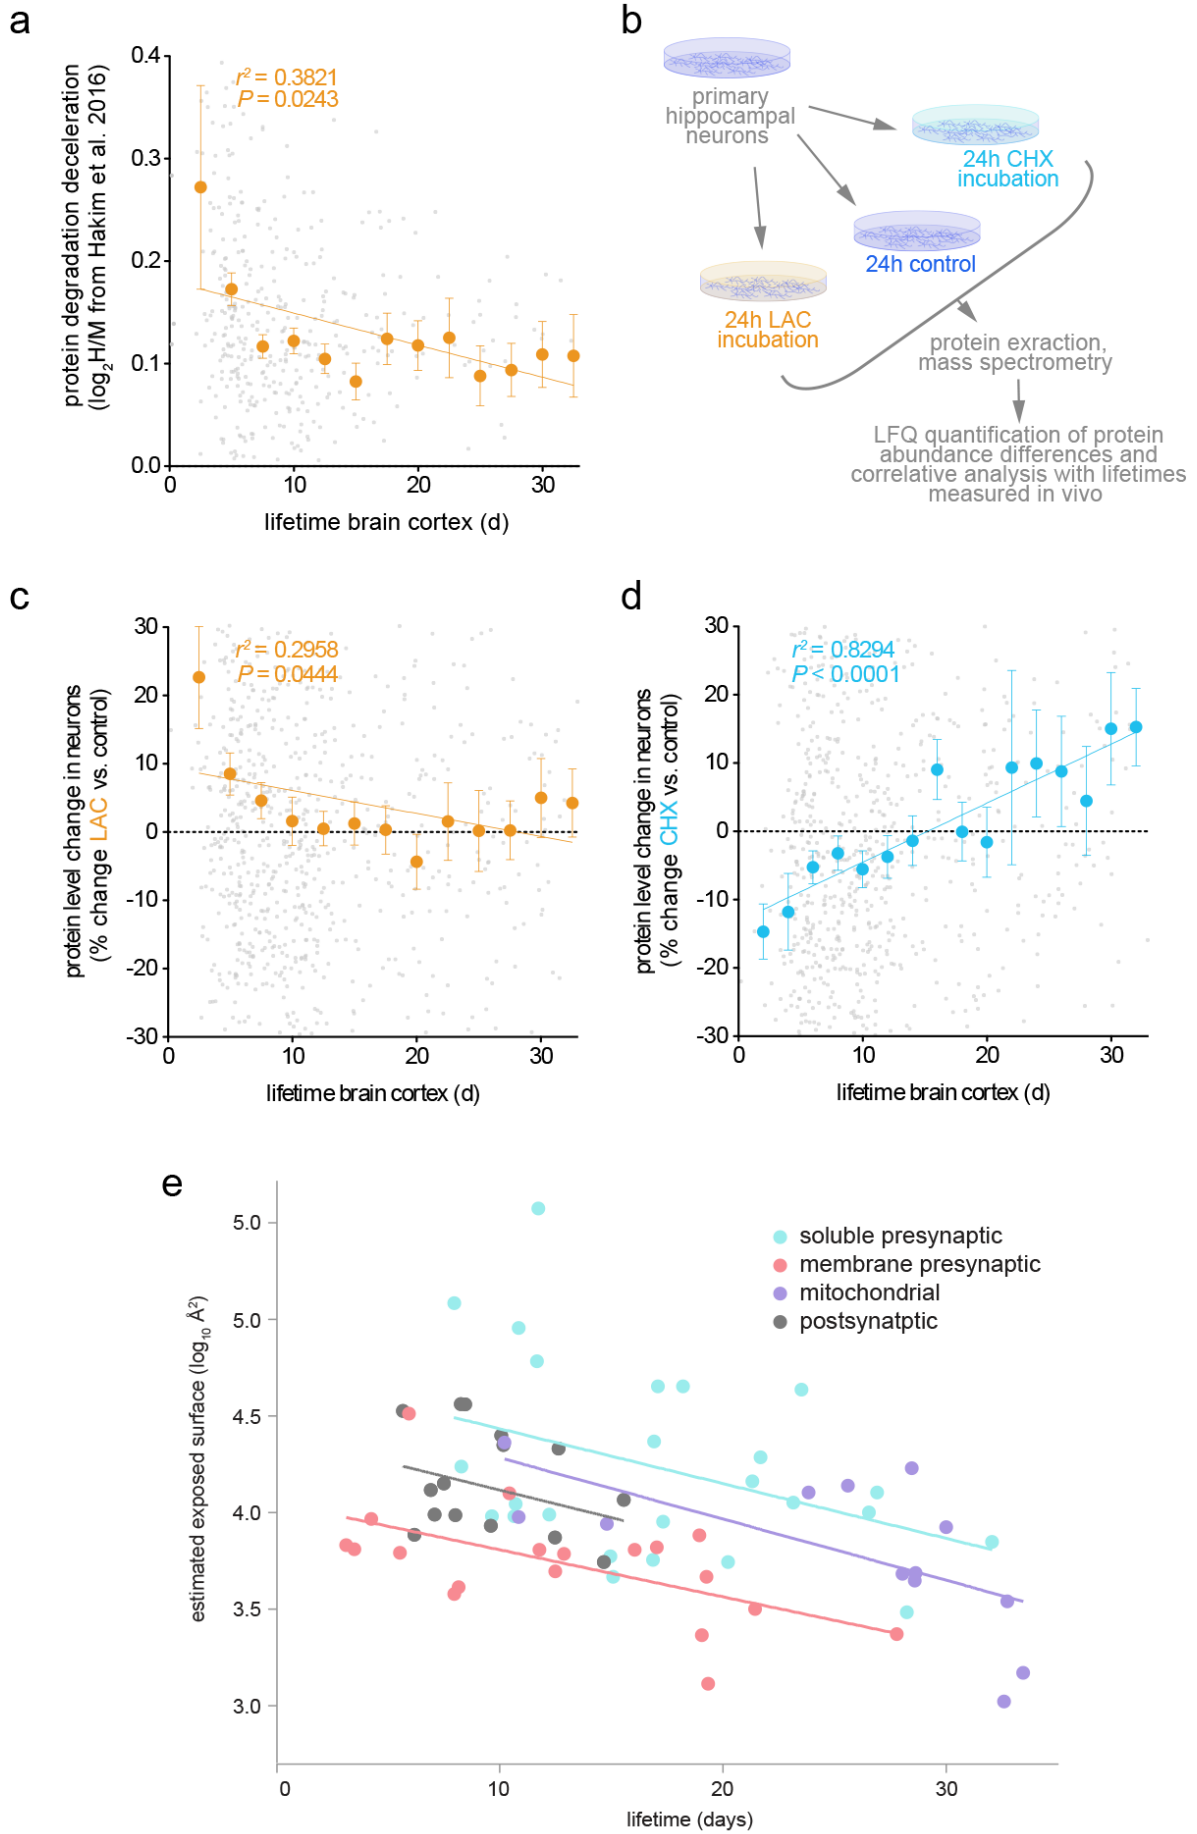 a
protein degradation deceleration
(log2H/M from Hakim et al. 2016)
0.4
0.3
0.2
0.1
0.0
r² = 0.3821
P = 0.0243
0
10
20
30
lifetime brain cortex (d)
b
primary
hippocampal
neurons
24h CHX
incubation
24h control
24h LAC
incubation
protein exraction,
mass spectrometry
LFQ quantification of protein
abundance differences and
correlative analysis with lifetimes
measured in vivo
c
protein level change in neurons
(% change LAC vs. control)
30
20
10
0
-10
-20
-30
r² = 0.2958
P = 0.0444
0
10
20
30
lifetime brain cortex (d)
d
protein level change in neurons
(% change CHX vs. control)
30
20
10
0
-10
-20
-30
r² = 0.8294
P < 0.0001
0
10
20
30
lifetime brain cortex (d)
e
estimated exposed surface (log10 Å²)
5.0
5.0
4.5
4.0
3.5
3.0
soluble presynaptic
membrane presynaptic
mitochondrial
postsynatptic
0
10
20
30
lifetime (days)